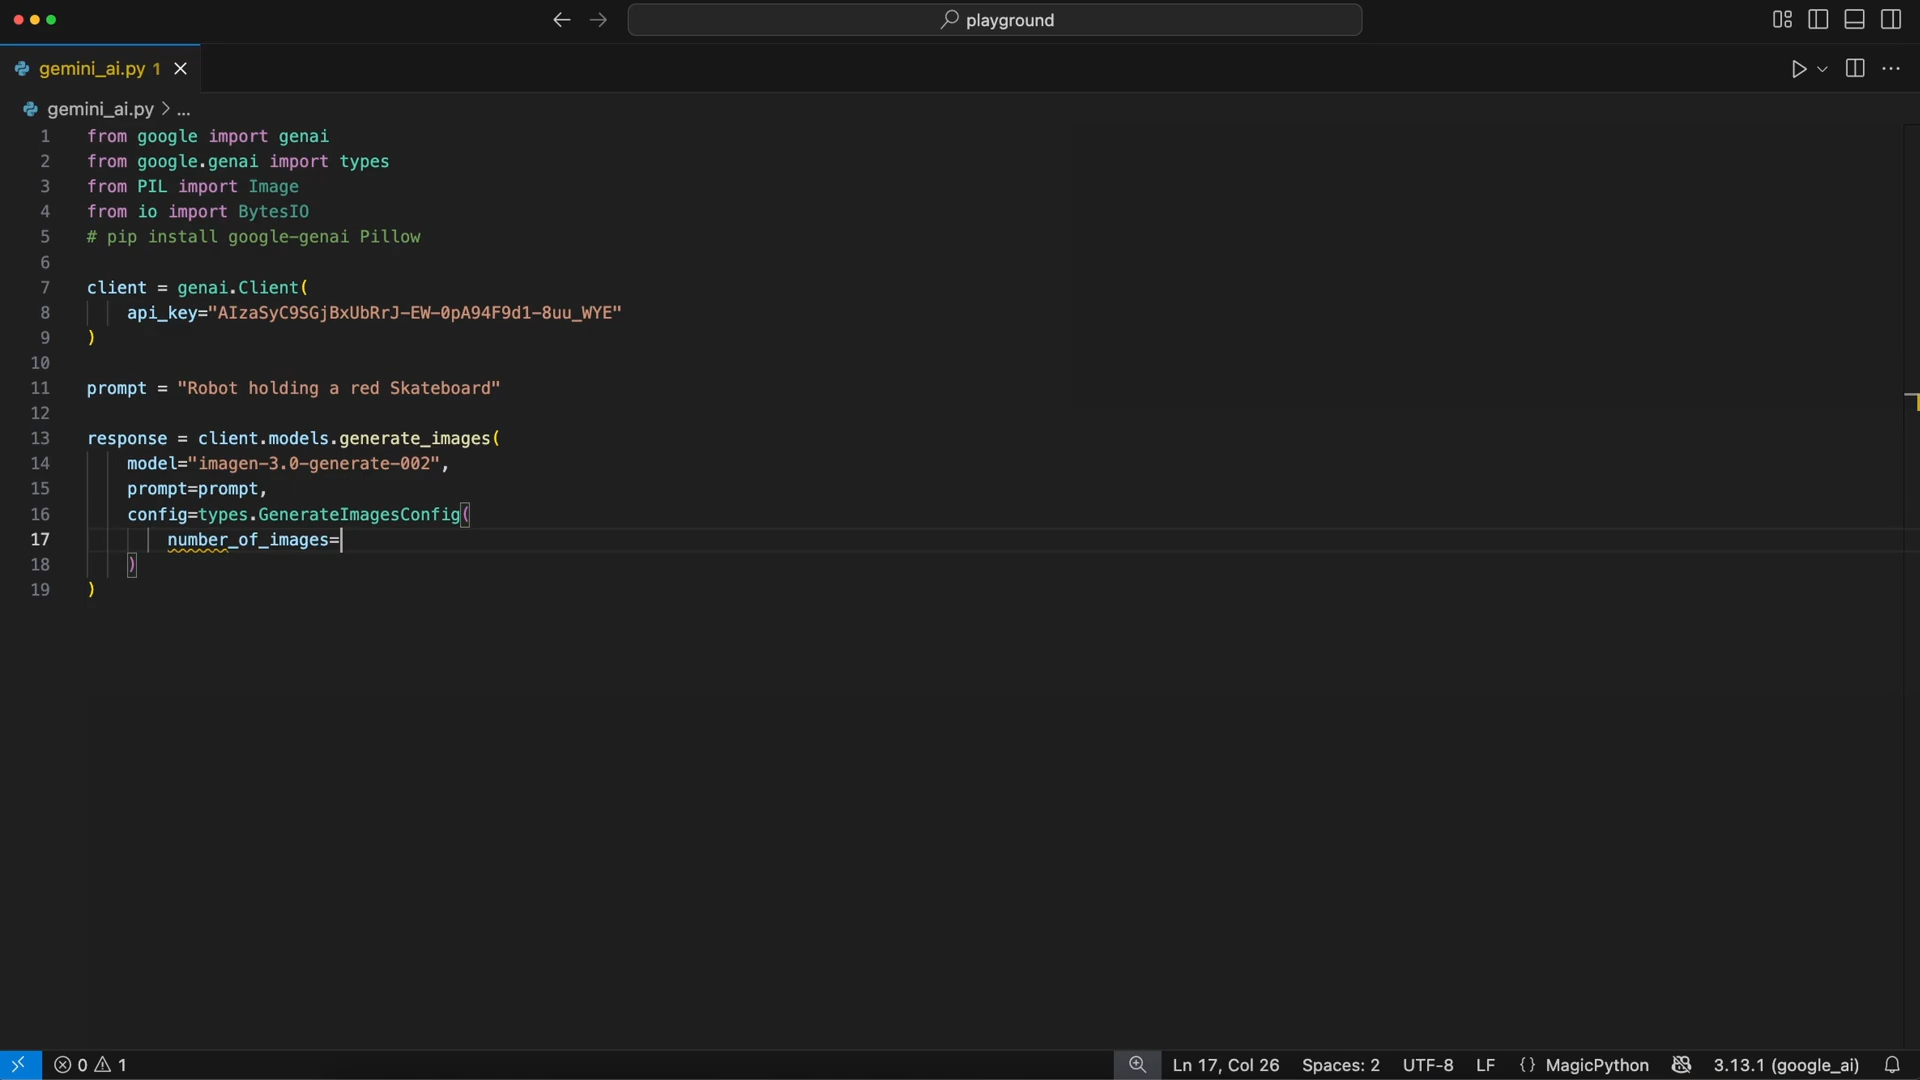 playground
gemini_ai.py 1
gemini_ai.py > ...
1 from google import genai
2 from google.genai import types
3 from PIL import Image
4 from io import BytesIO
5 # pip install google-genai Pillow
6
7 client = genai.Client(
8 api_key="AIzaSyC9SGjBxUbRrJ-EW-0pA94F9d1-8uu_WYE"
9 )
10
11 prompt = "Robot holding a red Skateboard"
12
13 response = client.models.generate_images(
14 model="imagen-3.0-generate-002",
15 prompt=prompt,
16 config=types.GenerateImagesConfig(
17 number_of_images=
18 )
19 )
0 1 Ln 17, Col 26 Spaces: 2 UTF-8 LF {} MagicPython 3.13.1 (google_ai)